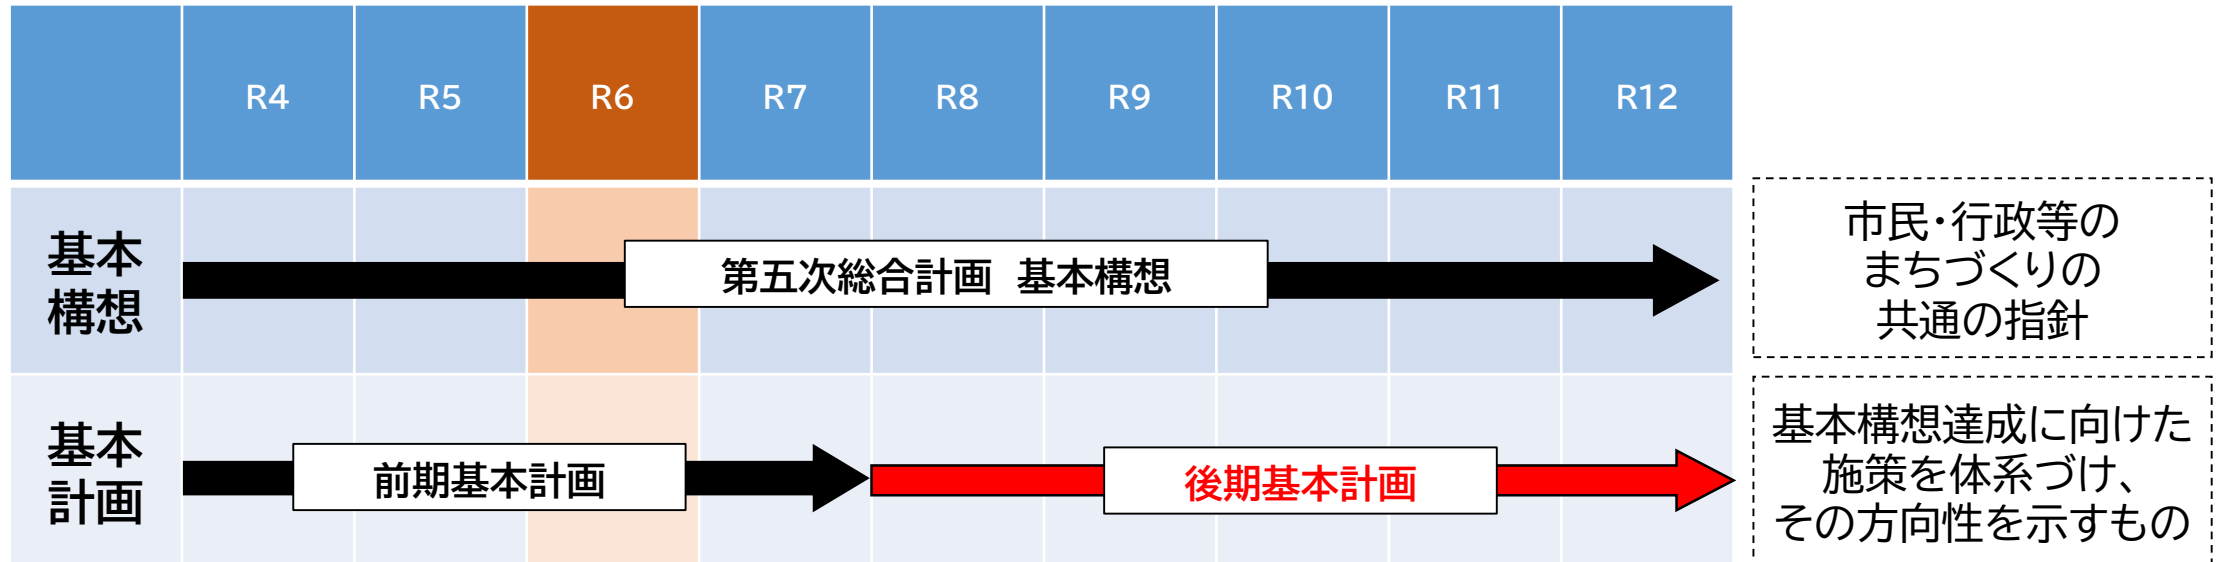 R4 R5 R6 R7 R8 R9 R10 R11 R12
基本
構想
第五次総合計画　基本構想
市民・行政等の
まちづくりの
共通の指針
基本
計画
前期基本計画
後期基本計画
基本構想達成に向けた
施策を体系づけ、
その方向性を示すもの